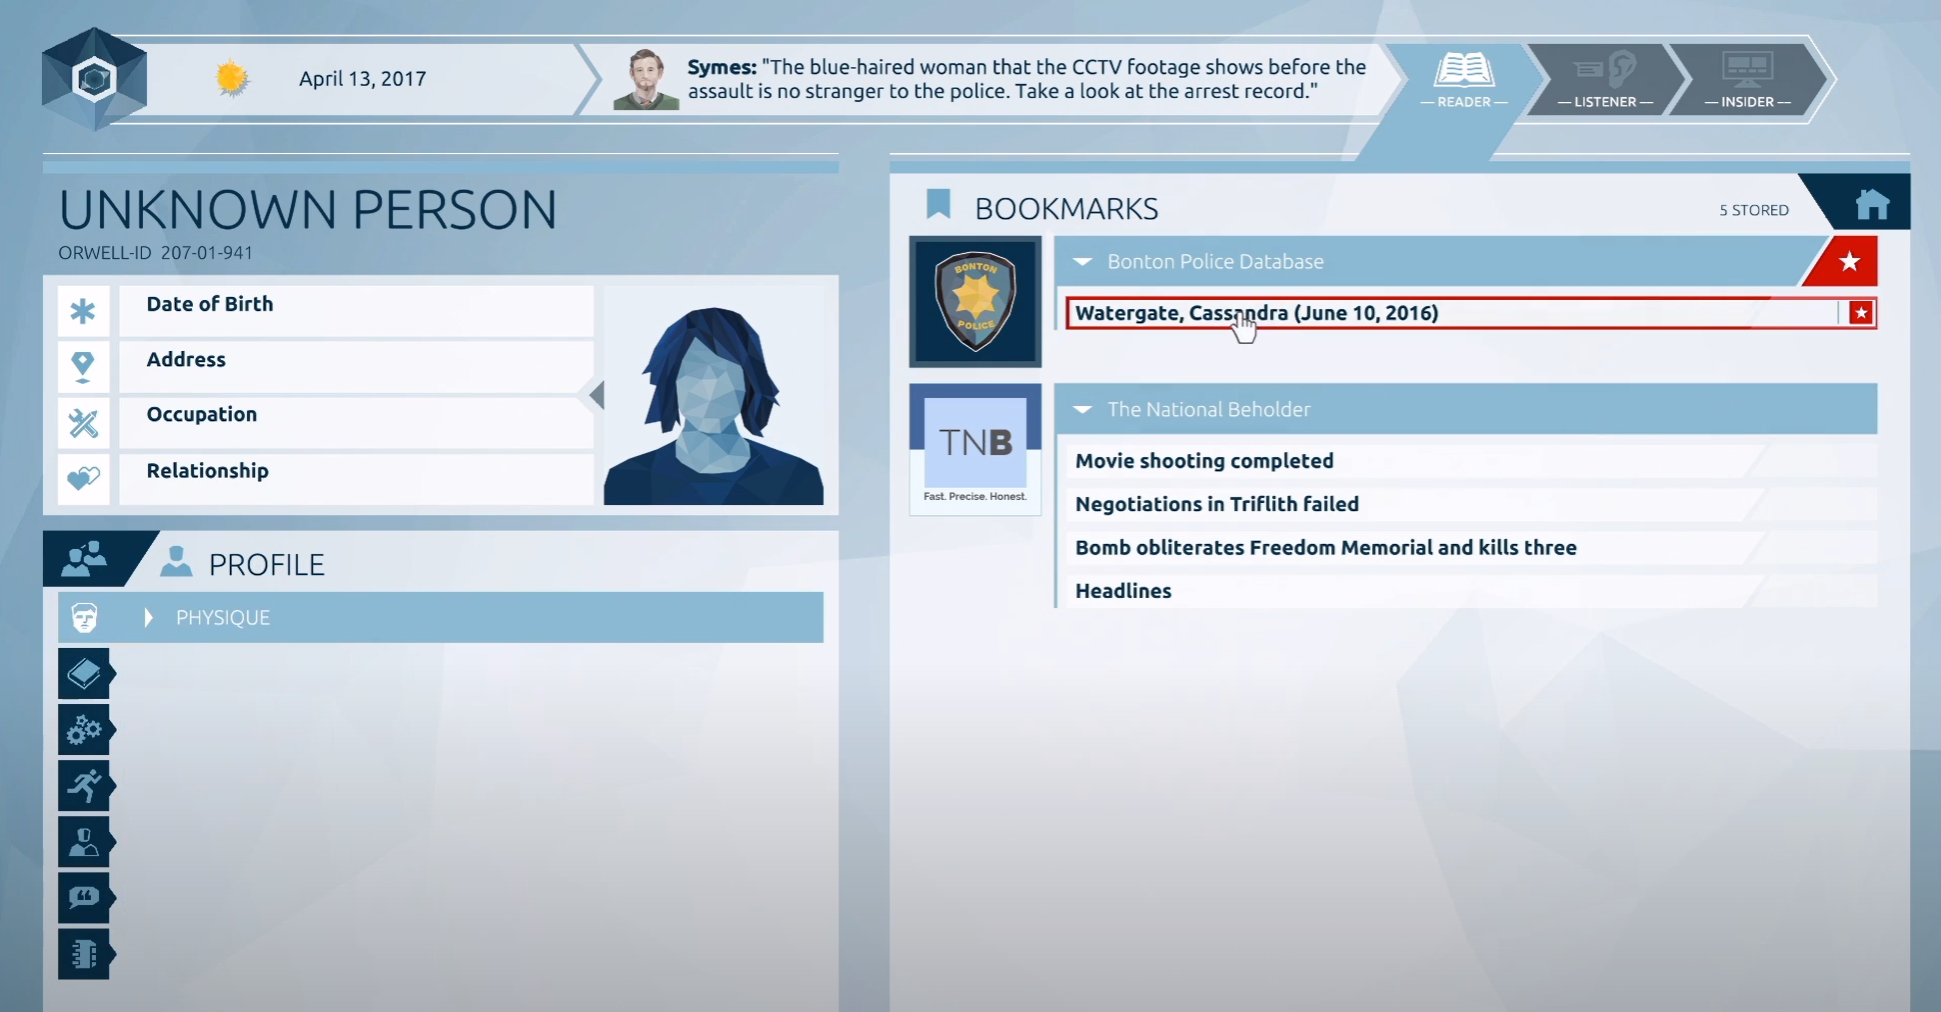 April 13, 2017
Symes: "The blue-haired woman that the CCTV footage shows before the
assault is no stranger to the police. Take a look at the arrest record."
— READER —
— LISTENER —
— INSIDER —
UNKNOWN PERSON
ORWELL-ID 207-01-941
Date of Birth
Address
Occupation
Relationship
PROFILE
PHYSIQUE
BOOKMARKS
5 STORED
BONTON
POLICE
Bonton Police Database
Watergate, Cassandra (June 10, 2016)
TNB
Fast. Precise. Honest.
The National Beholder
Movie shooting completed
Negotiations in Triflith failed
Bomb obliterates Freedom Memorial and kills three
Headlines